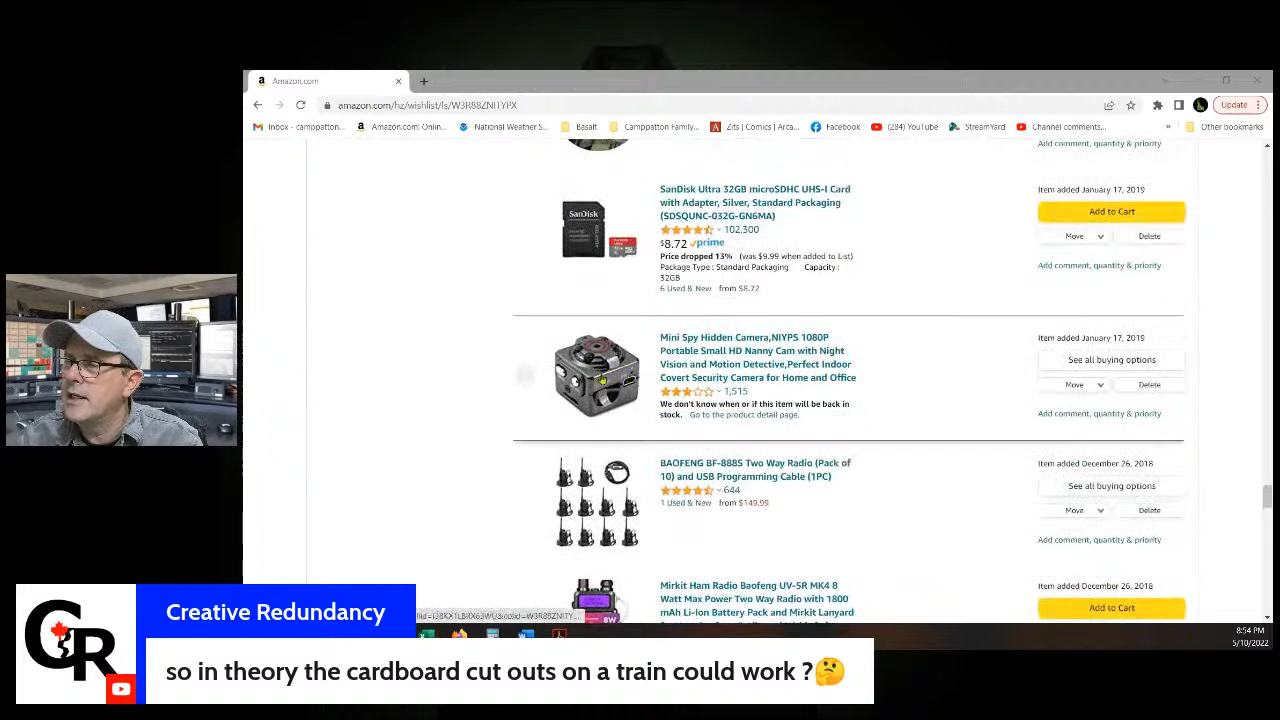 Amazon.com
amazon.com/hz/wishlist/ls/W3R88ZNITYPX
Update
Inbox - camppatton...
Amazon.com: Onlin...
National Weather S...
Basalt
Camppatton Family...
Zits | Comics | Arca...
Facebook
(284) YouTube
StreamYard
Channel comments...
»
Other bookmarks
Add comment, quantity & priority
SanDisk Ultra 32GB microSDHC UHS-I Card
with Adapter, Silver, Standard Packaging
(SDSQUNC-032G-GN6MA)
102,300
$8.72 prime
Price dropped 13% (was $9.99 when added to List)
Package Type : Standard Packaging Capacity :
32GB
6 Used & New from $8.72
Item added January 17, 2019
Add to Cart
Move Delete
Add comment, quantity & priority
SanDisk
Mini Spy Hidden Camera,NIYPS 1080P
Portable Small HD Nanny Cam with Night
Vision and Motion Detective,Perfect Indoor
Covert Security Camera for Home and Office
1,515
We don't know when or if this item will be back in
stock. Go to the product detail page.
Item added January 17, 2019
See all buying options
Move Delete
Add comment, quantity & priority
BAOFENG BF-888S Two Way Radio (Pack of
10) and USB Programming Cable (1PC)
644
1 Used & New from $149.99
Item added December 26, 2018
See all buying options
Move Delete
Add comment, quantity & priority
Mirkit Ham Radio Baofeng UV-5R MK4 8
Watt Max Power Two Way Radio with 1800
mAh Li-Ion Battery Pack and Mirkit Lanyard
8W
Item added December 26, 2018
Add to Cart
8:54 PM
5/10/2022
CR
Creative Redundancy
so in theory the cardboard cut outs on a train could work ?🤔